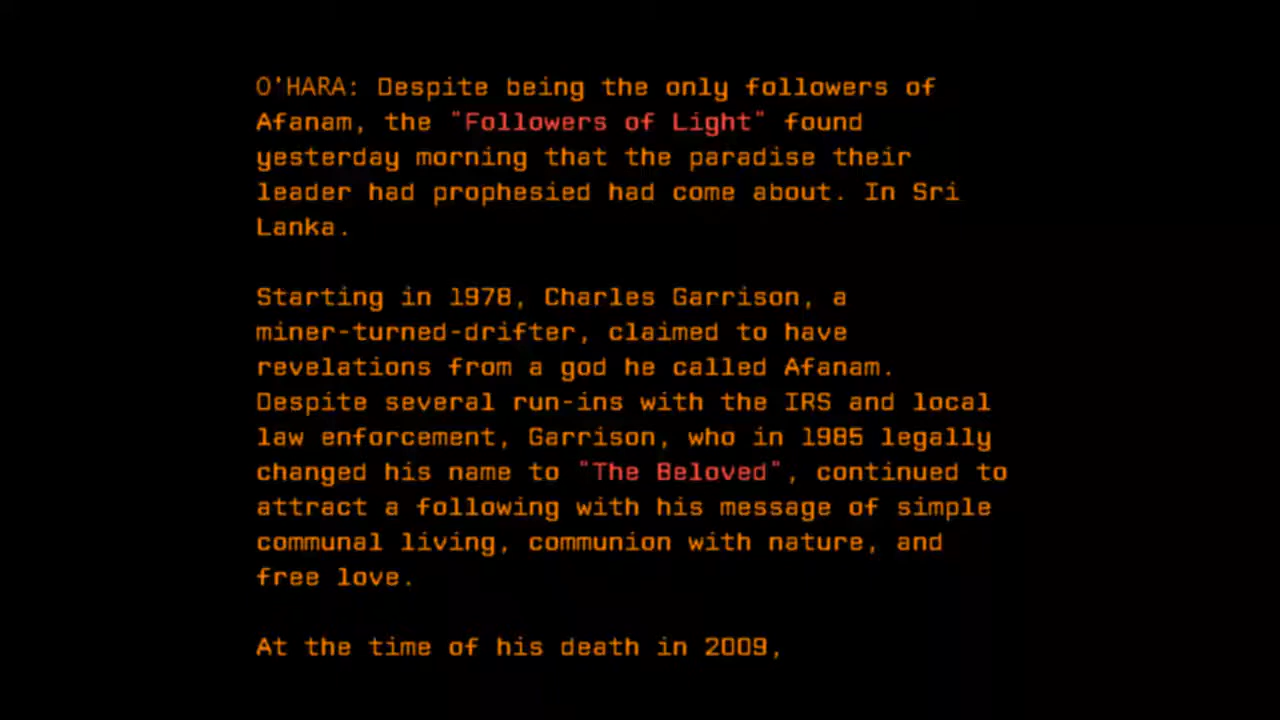 O'HARA: Despite being the only followers of
Afanam, the "Followers of Light" found
yesterday morning that the paradise their
leader had prophesied had come about. In Sri
Lanka.
Starting in 1978, Charles Garrison, a
miner-turned-drifter, claimed to have
revelations from a god he called Afanam.
Despite several run-ins with the IRS and local
law enforcement, Garrison, who in 1985 legally
changed his name to "The Beloved", continued to
attract a following with his message of simple
communal living, communion with nature, and
free love.
At the time of his death in 2009,